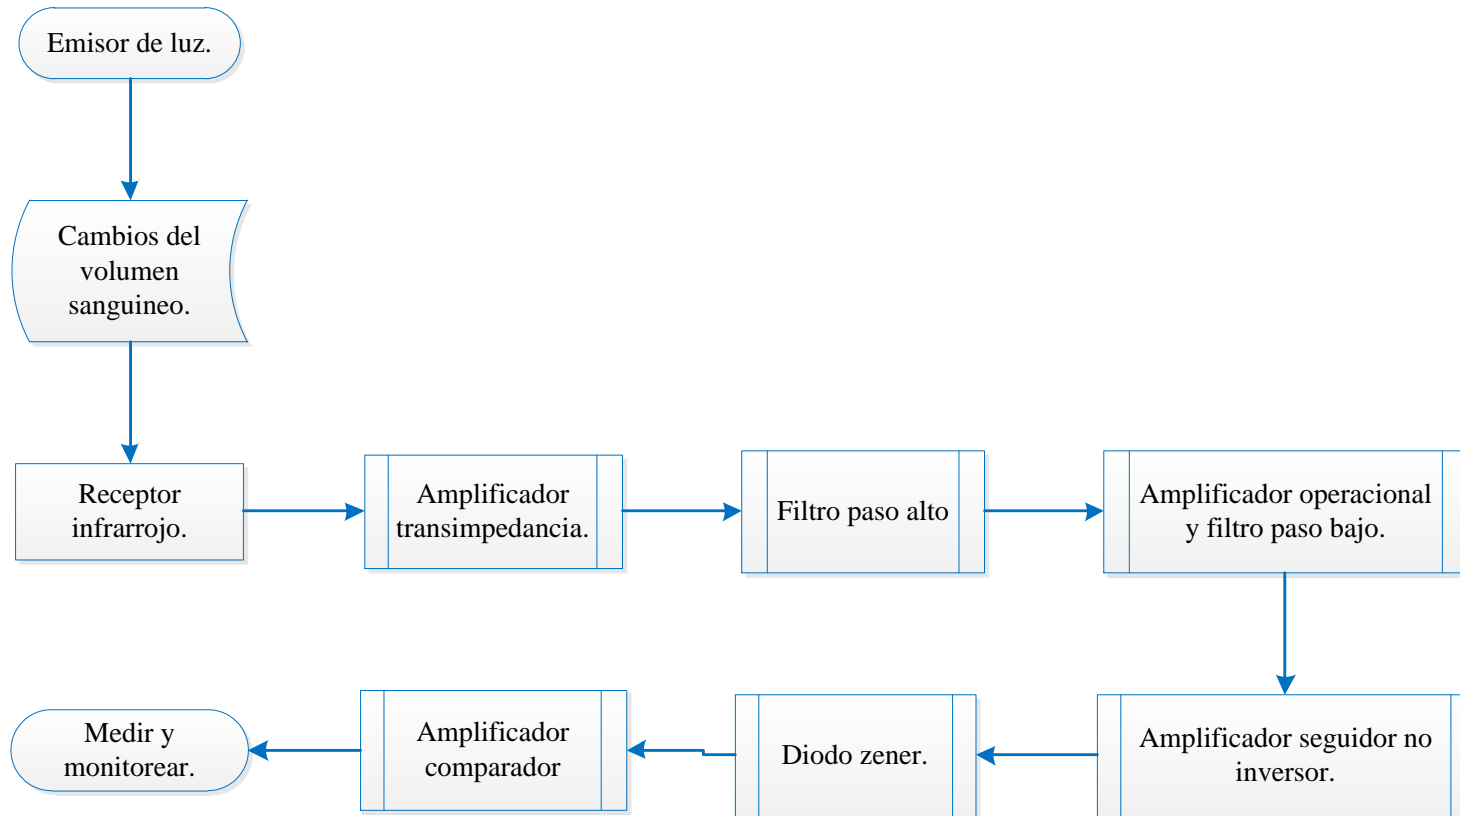 Emisor de luz.
Cambios del
volumen
sanguineo.
Receptor
infrarrojo.
Amplificador
transimpedancia.
Filtro paso alto
Amplificador operacional
y filtro paso bajo.
Amplificador seguidor no
inversor.
Diodo zener.
Amplificador
comparador
Medir y
monitorear.